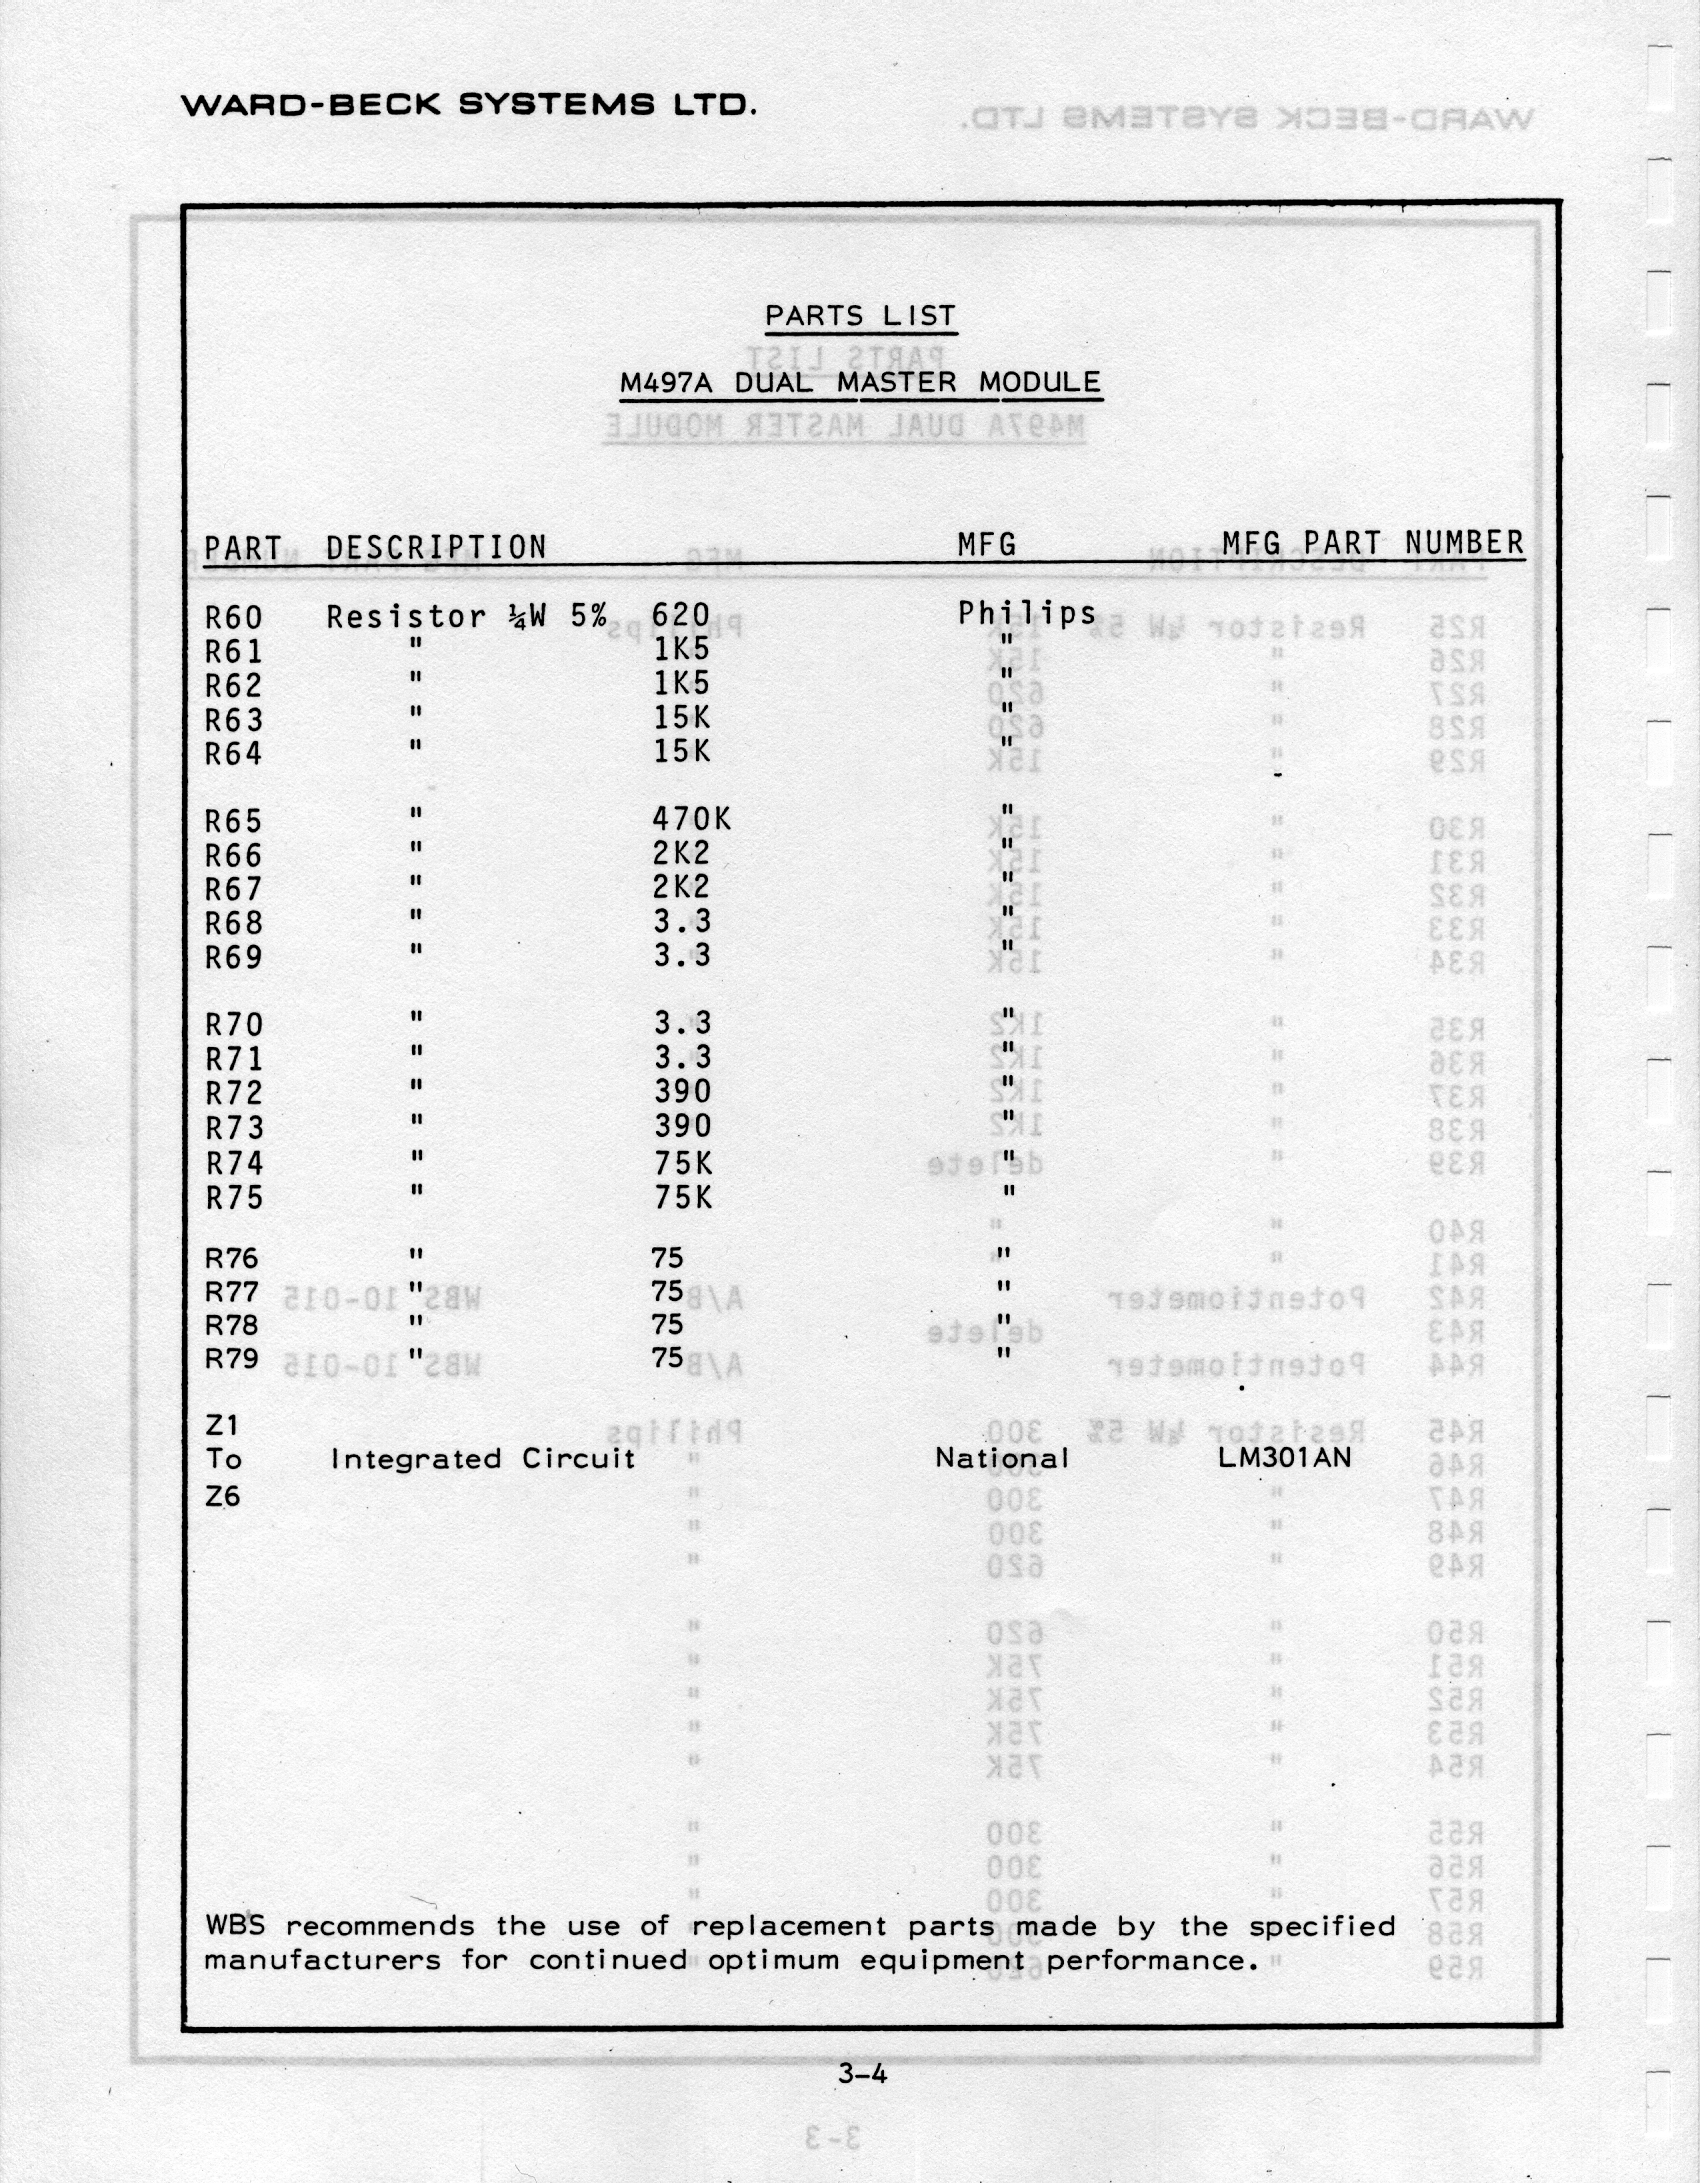 WARD-BECK SYSTEMS LTD.
PARTS LIST
M497A DUAL MASTER MODULE
PART DESCRIPTION MFG MFG PART NUMBER
R60 Resistor ¼W 5% 620 Philips
R61 " 1K5 "
R62 " 1K5 "
R63 " 15K "
R64 " 15K "
R65 " 470K "
R66 " 2K2 "
R67 " 2K2 "
R68 " 3.3 "
R69 " 3.3 "
R70 " 3.3 "
R71 " 3.3 "
R72 " 390 "
R73 " 390 "
R74 " 75K "
R75 " 75K "
R76 " 75 "
R77 " 75 "
R78 " 75 "
R79 " 75 "
Z1
To Integrated Circuit National LM301AN
Z6
WBS recommends the use of replacement parts made by the specified
manufacturers for continued optimum equipment performance.
3-4